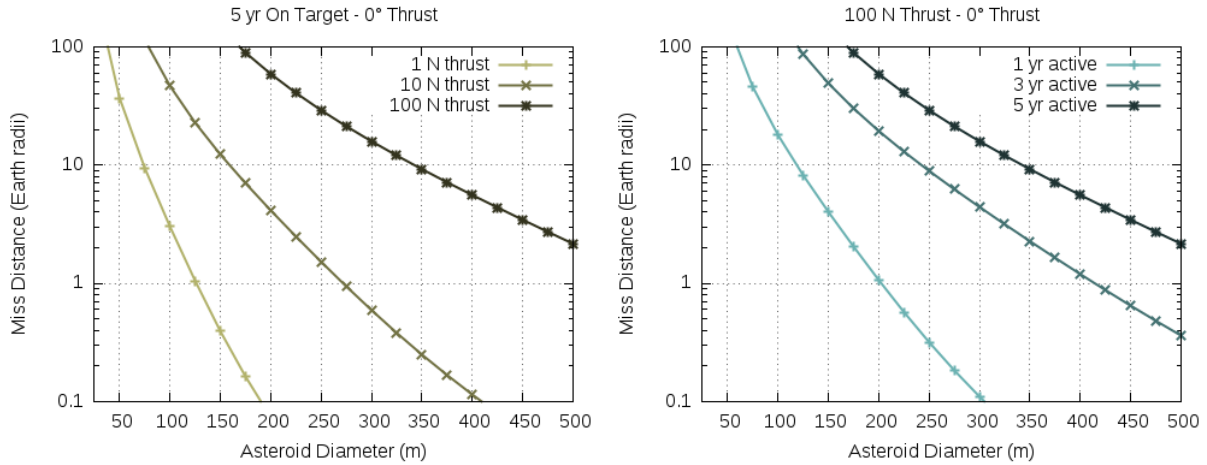 5 yr On Target - 0° Thrust
100
10
1
0.1
Miss Distance (Earth radii)
1 N thrust
10 N thrust
100 N thrust
50 100 150 200 250 300 350 400 450 500
Asteroid Diameter (m)
100 N Thrust - 0° Thrust
100
10
1
0.1
Miss Distance (Earth radii)
1 yr active
3 yr active
5 yr active
50 100 150 200 250 300 350 400 450 500
Asteroid Diameter (m)